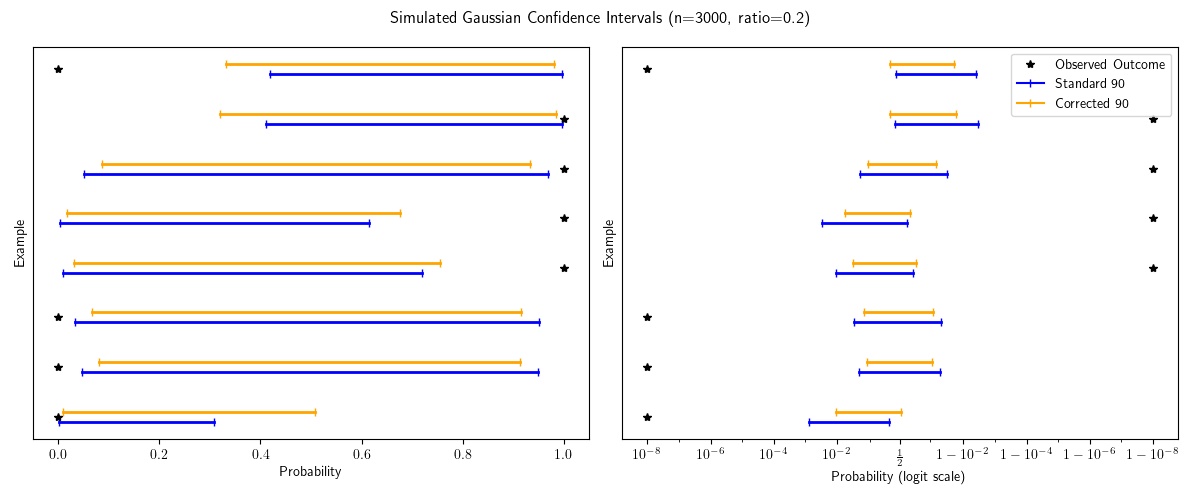 Simulated Gaussian Confidence Intervals (n=3000, ratio=0.2)
Example
0.0 0.2 0.4 0.6 0.8 1.0
Probability
Example
Observed Outcome
Standard 90
Corrected 90
10⁻⁸ 10⁻⁶ 10⁻⁴ 10⁻² 1/2 1 − 10⁻² 1 − 10⁻⁴ 1 − 10⁻⁶ 1 − 10⁻⁸
Probability (logit scale)